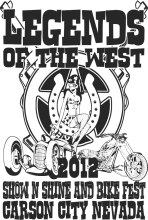 LEGENDS
OF THE WEST
2012
SHOW N SHINE AND BIKE FEST
CARSON CITY NEVADA